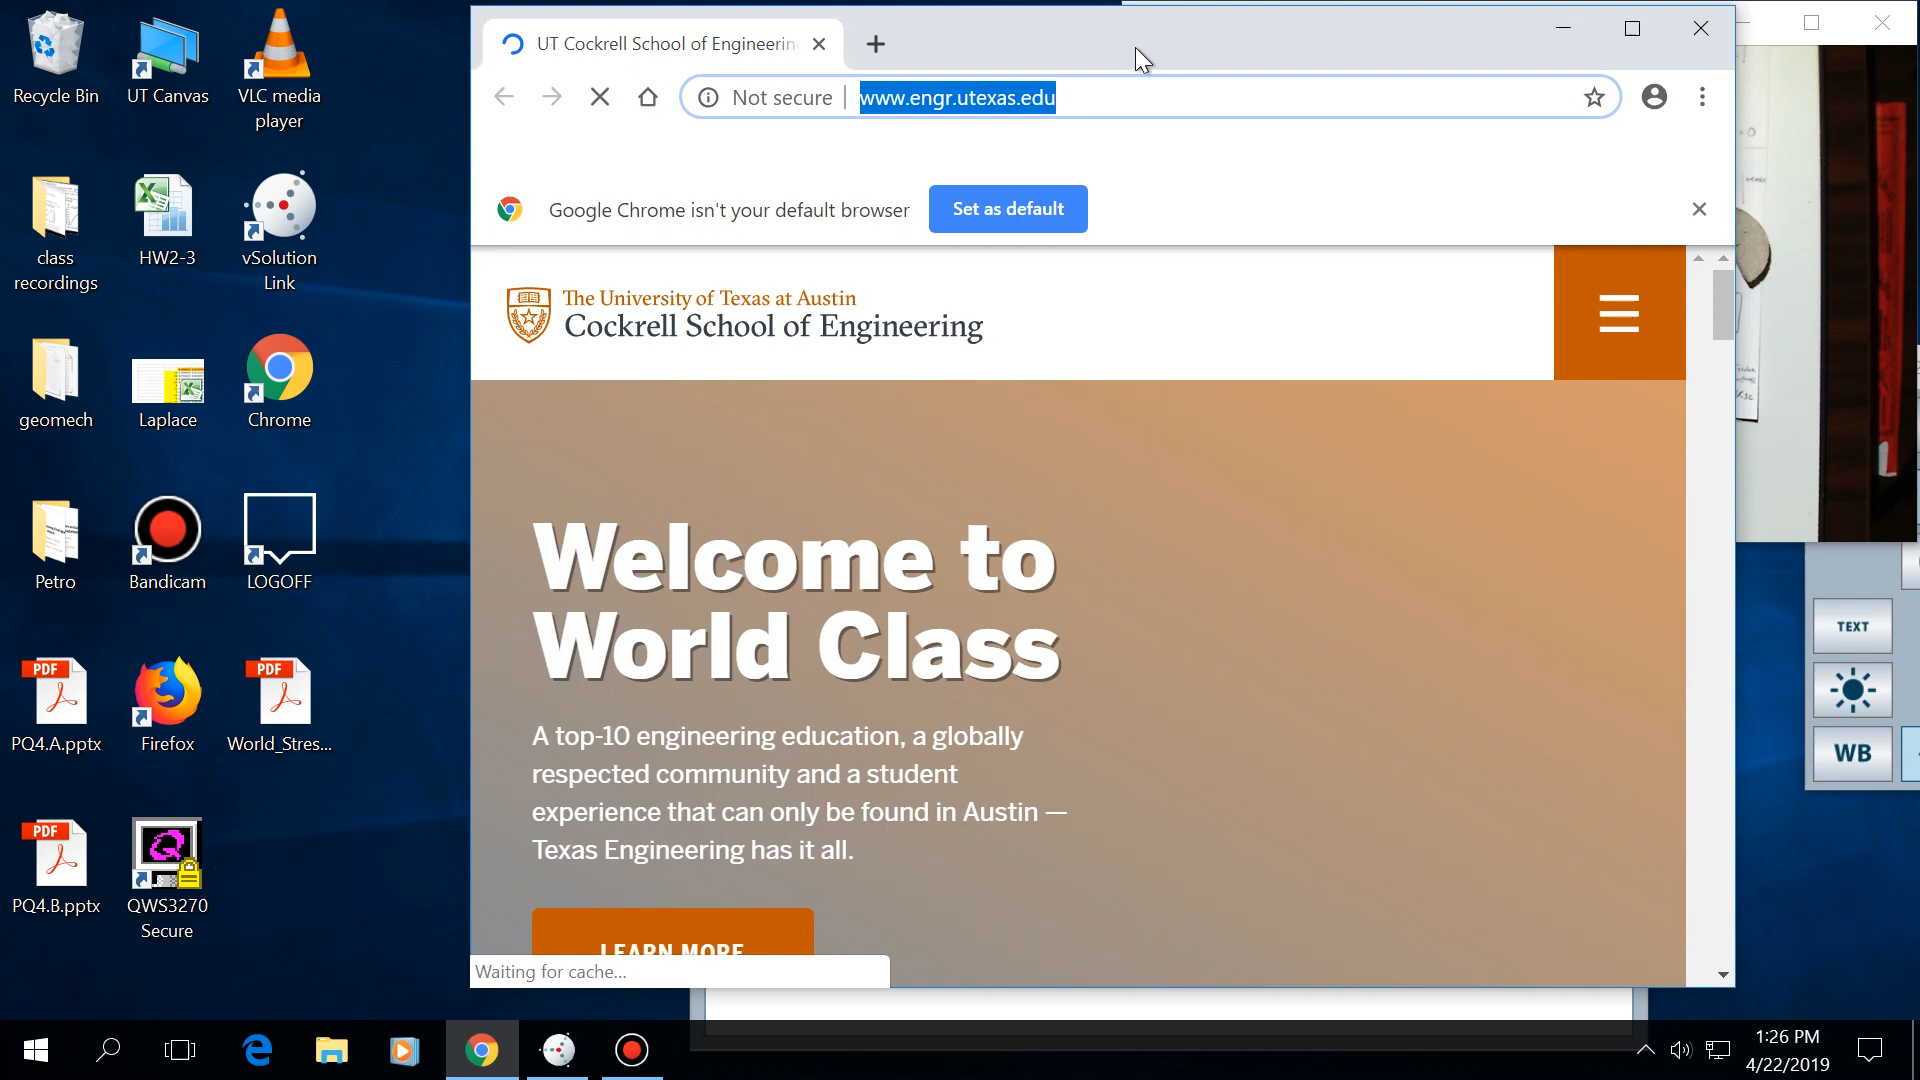 Recycle Bin
UT Canvas
VLC media
player
class
recordings
HW2-3
vSolution
Link
geomech
Laplace
Chrome
Petro
Bandicam
LOGOFF
PDF
PQ4.A.pptx
Firefox
PDF
World_Stres...
PDF
PQ4.B.pptx
QWS3270
Secure
UT Cockrell School of Engineerin
Not secure
www.engr.utexas.edu
Google Chrome isn't your default browser
Set as default
The University of Texas at Austin
Cockrell School of Engineering
Welcome to
World Class
A top-10 engineering education, a globally
respected community and a student
experience that can only be found in Austin —
Texas Engineering has it all.
LEARN MORE
Waiting for cache...
TEXT
WB
1:26 PM
4/22/2019